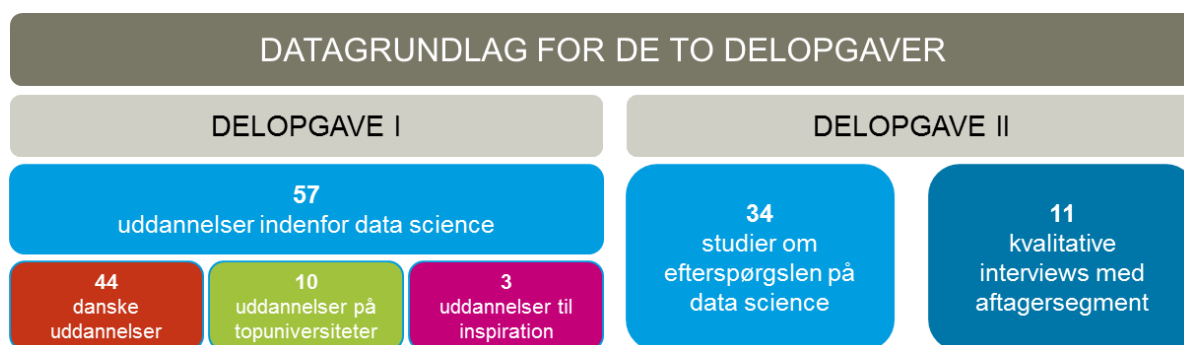 DATAGRUNDLAG FOR DE TO DELOPGAVER
DELOPGAVE I
57
uddannelser indenfor data science
44
danske
uddannelser
10
uddannelser på
topuniversiteter
3
uddannelser til
inspiration
DELOPGAVE II
34
studier om
efterspørgslen på
data science
11
kvalitative
interviews med
aftagersegment